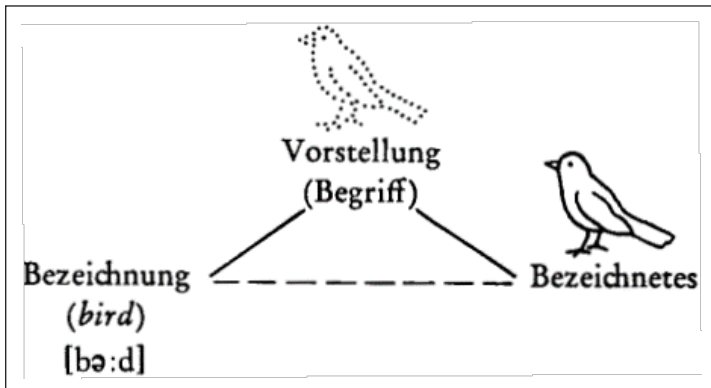 Vorstellung
(Begriff)
Bezeichnung
(bird)
[bə:d]
Bezeichnetes